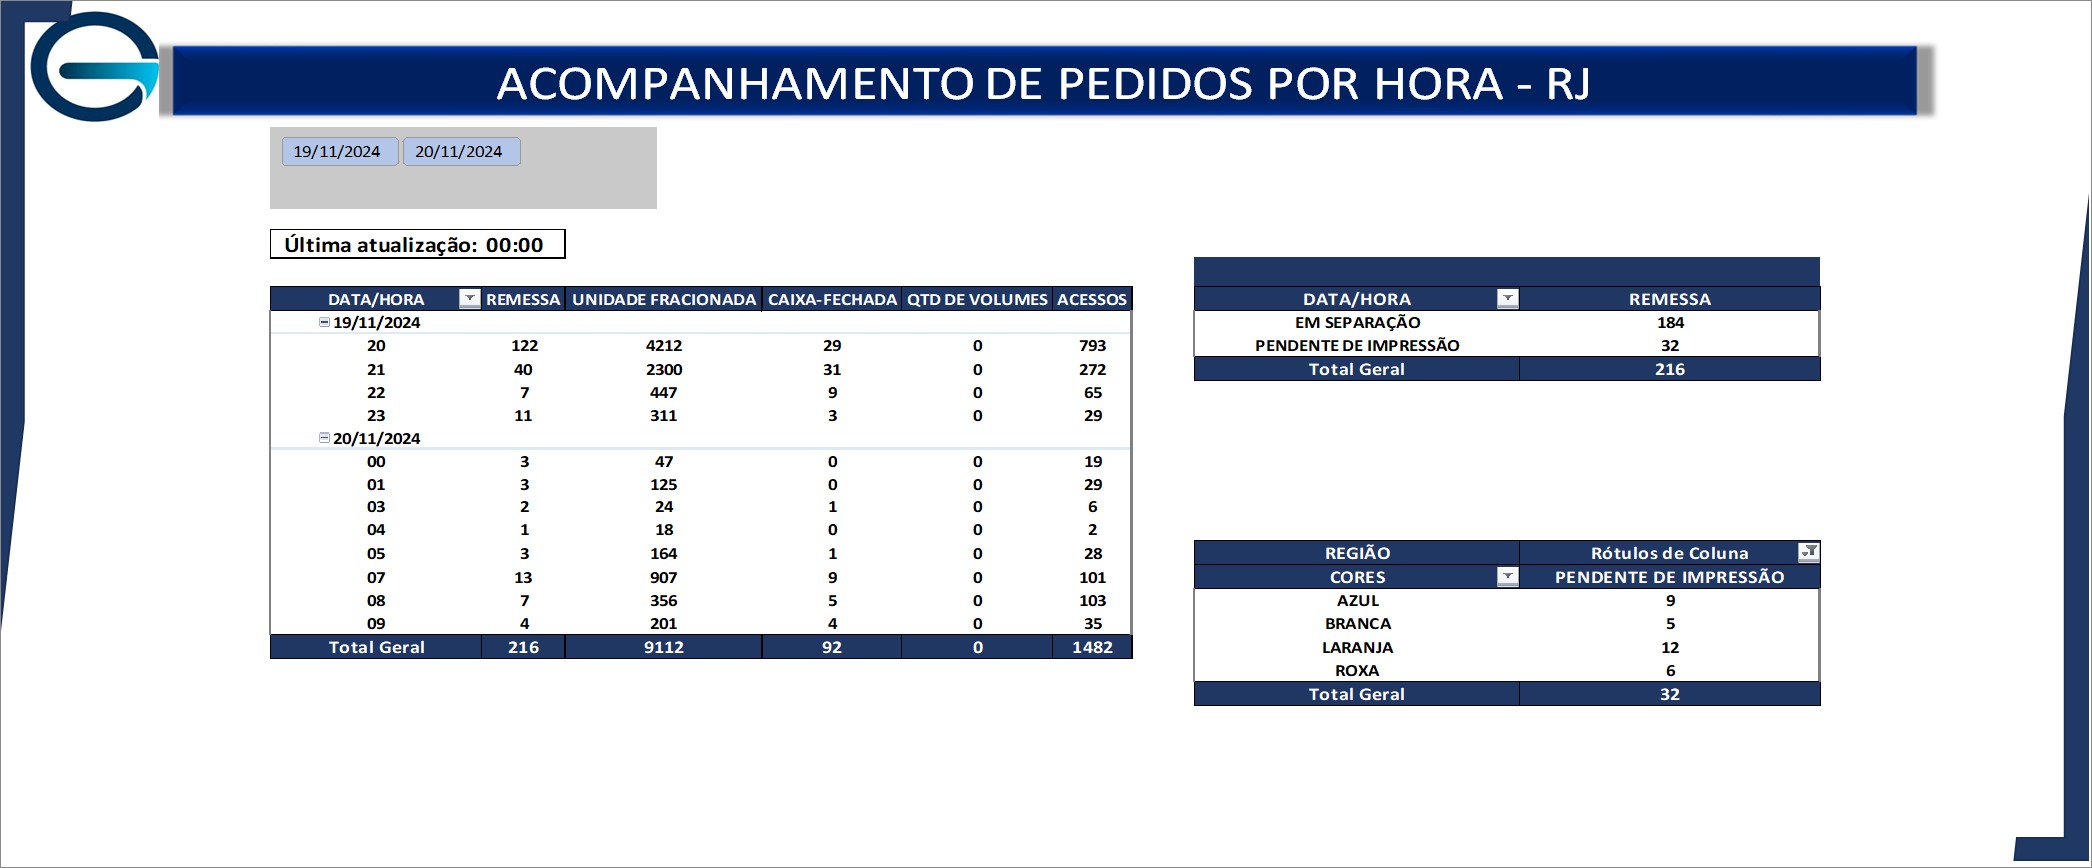 ACOMPANHAMENTO DE PEDIDOS POR HORA - RJ
19/11/2024 20/11/2024
Última atualização: 00:00
DATA/HORA REMESSA UNIDADE FRACIONADA CAIXA-FECHADA QTD DE VOLUMES ACESSOS
19/11/2024
20 122 4212 29 0 793
21 40 2300 31 0 272
22 7 447 9 0 65
23 11 311 3 0 29
20/11/2024
00 3 47 0 0 19
01 3 125 0 0 29
03 2 24 1 0 6
04 1 18 0 0 2
05 3 164 1 0 28
07 13 907 9 0 101
08 7 356 5 0 103
09 4 201 4 0 35
Total Geral 216 9112 92 0 1482
DATA/HORA REMESSA
EM SEPARAÇÃO 184
PENDENTE DE IMPRESSÃO 32
Total Geral 216
REGIÃO Rótulos de Coluna
CORES PENDENTE DE IMPRESSÃO
AZUL 9
BRANCA 5
LARANJA 12
ROXA 6
Total Geral 32